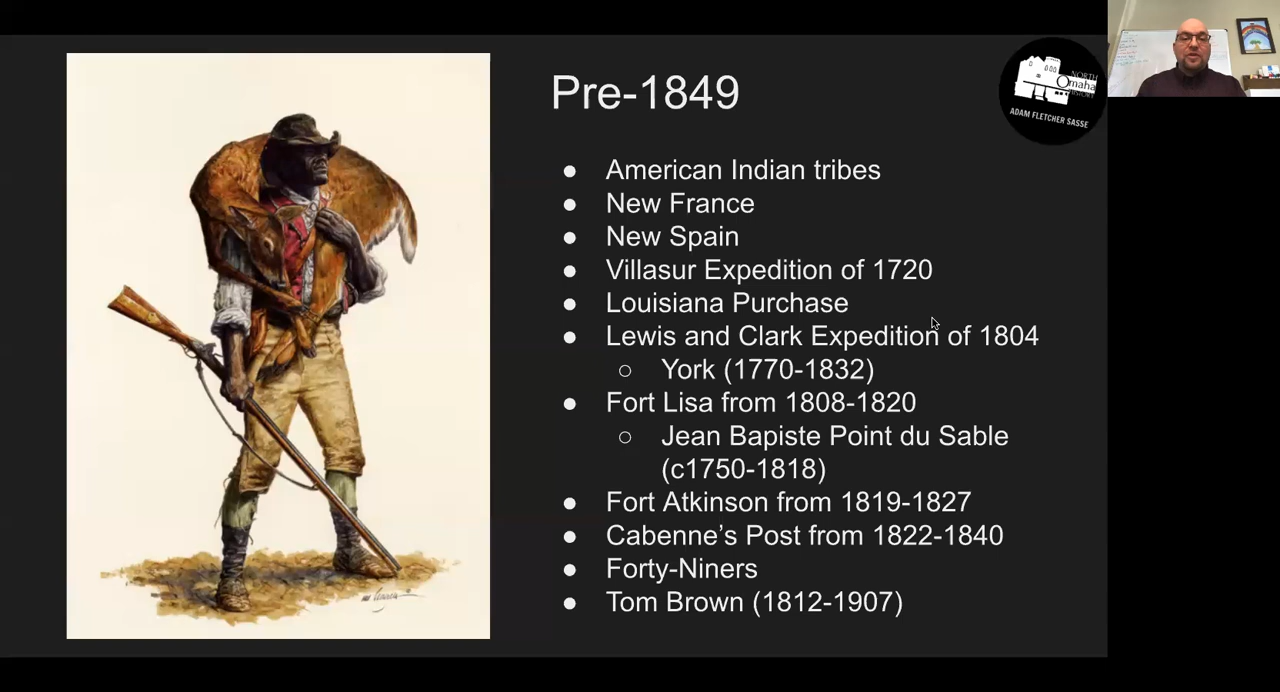 Pre-1849
NORTH
Omaha
HISTORY
ADAM FLETCHER SASSE
American Indian tribes
New France
New Spain
Villasur Expedition of 1720
Louisiana Purchase
Lewis and Clark Expedition of 1804
York (1770-1832)
Fort Lisa from 1808-1820
Jean Bapiste Point du Sable
(c1750-1818)
Fort Atkinson from 1819-1827
Cabenne’s Post from 1822-1840
Forty-Niners
Tom Brown (1812-1907)